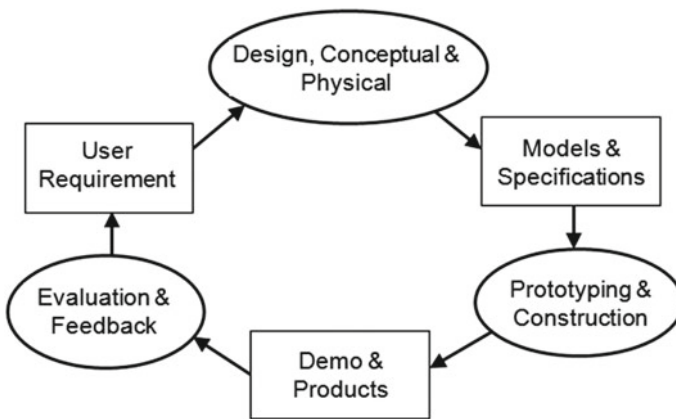 Design, Conceptual &
Physical
User
Requirement
Models &
Specifications
Evaluation &
Feedback
Prototyping &
Construction
Demo &
Products